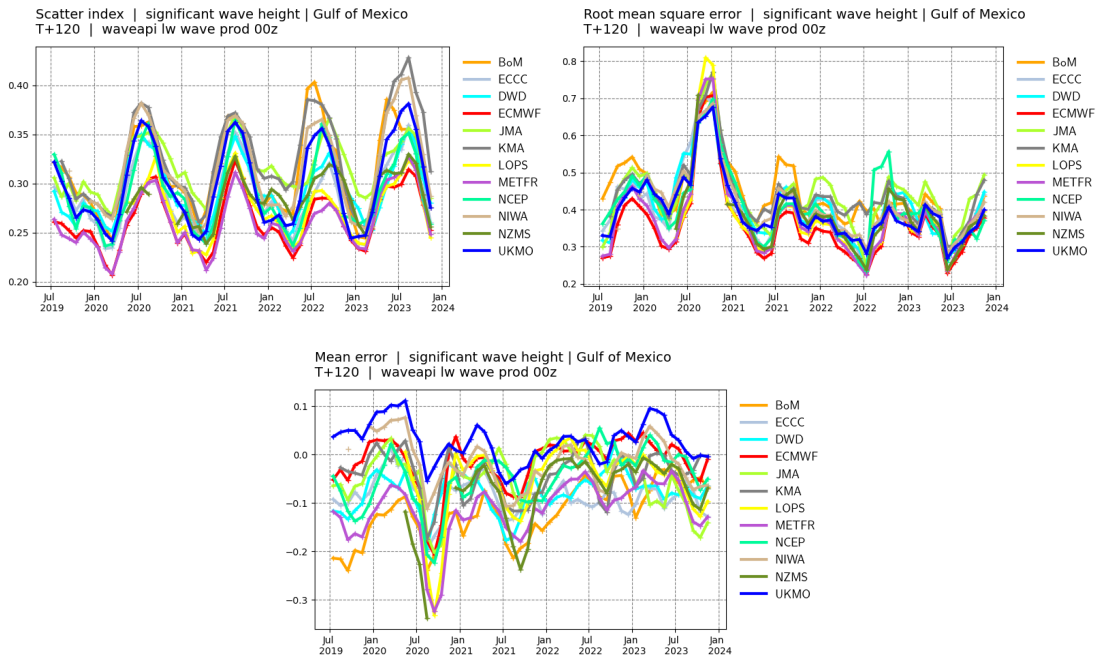 Scatter index | significant wave height | Gulf of Mexico
T+120 | waveapi lw wave prod 00z
0.40
0.35
0.30
0.25
0.20
Jul 2019
Jan 2020
Jul 2020
Jan 2021
Jul 2021
Jan 2022
Jul 2022
Jan 2023
Jul 2023
Jan 2024
BoM
ECCC
DWD
ECMWF
JMA
KMA
LOPS
METFR
NCEP
NIWA
NZMS
UKMO
Root mean square error | significant wave height | Gulf of Mexico
T+120 | waveapi lw wave prod 00z
0.8
0.7
0.6
0.5
0.4
0.3
0.2
Jul 2019
Jan 2020
Jul 2020
Jan 2021
Jul 2021
Jan 2022
Jul 2022
Jan 2023
Jul 2023
Jan 2024
BoM
ECCC
DWD
ECMWF
JMA
KMA
LOPS
METFR
NCEP
NIWA
NZMS
UKMO
Mean error | significant wave height | Gulf of Mexico
T+120 | waveapi lw wave prod 00z
0.1
0.0
−0.1
−0.2
−0.3
Jul 2019
Jan 2020
Jul 2020
Jan 2021
Jul 2021
Jan 2022
Jul 2022
Jan 2023
Jul 2023
Jan 2024
BoM
ECCC
DWD
ECMWF
JMA
KMA
LOPS
METFR
NCEP
NIWA
NZMS
UKMO